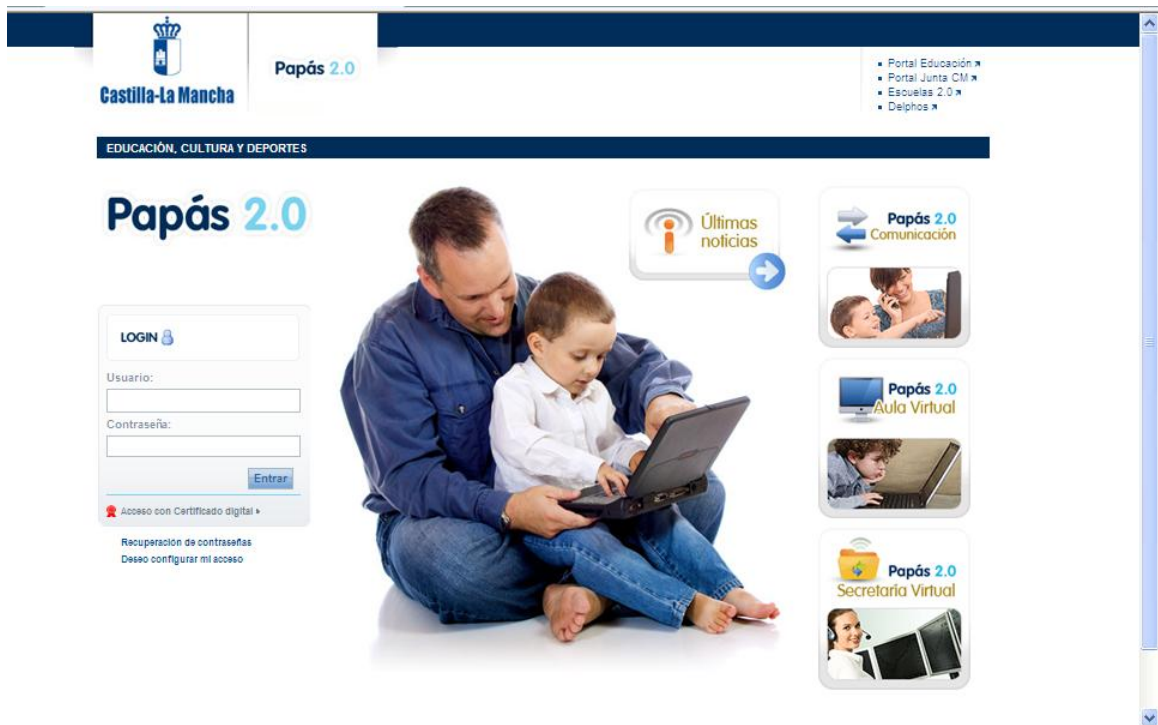 Castilla-La Mancha
Papás 2.0
Portal Educación
Portal Junta CM
Escuelas 2.0
Delphos
EDUCACIÓN, CULTURA Y DEPORTES
Papás 2.0
LOGIN
Usuario:
Contraseña:
Entrar
Acceso con Certificado digital
Recuperación de contraseñas
Deseo configurar mi acceso
Últimas
noticias
Papás 2.0
Comunicación
Papás 2.0
Aula Virtual
Papás 2.0
Secretaría Virtual